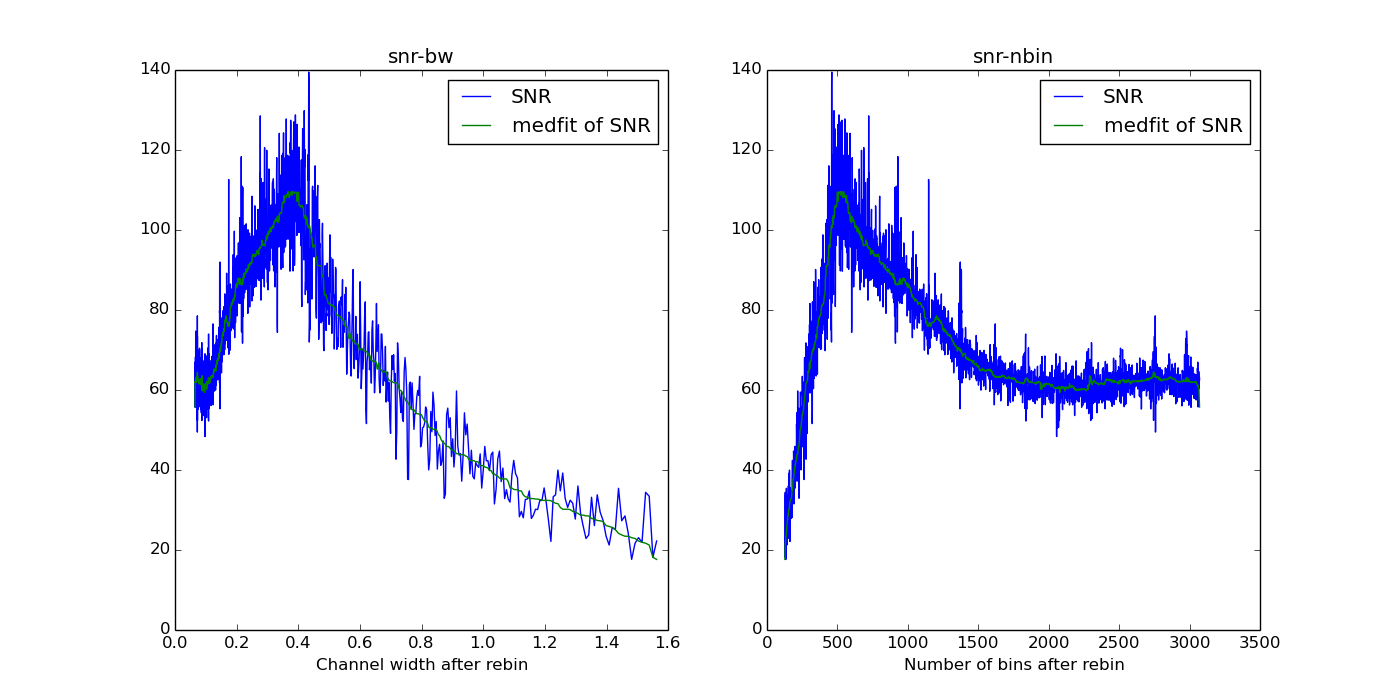 snr-bw
SNR
medfit of SNR
140
120
100
80
60
40
20
0
0.0 0.2 0.4 0.6 0.8 1.0 1.2 1.4 1.6
Channel width after rebin
snr-nbin
SNR
medfit of SNR
140
120
100
80
60
40
20
0
0 500 1000 1500 2000 2500 3000 3500
Number of bins after rebin